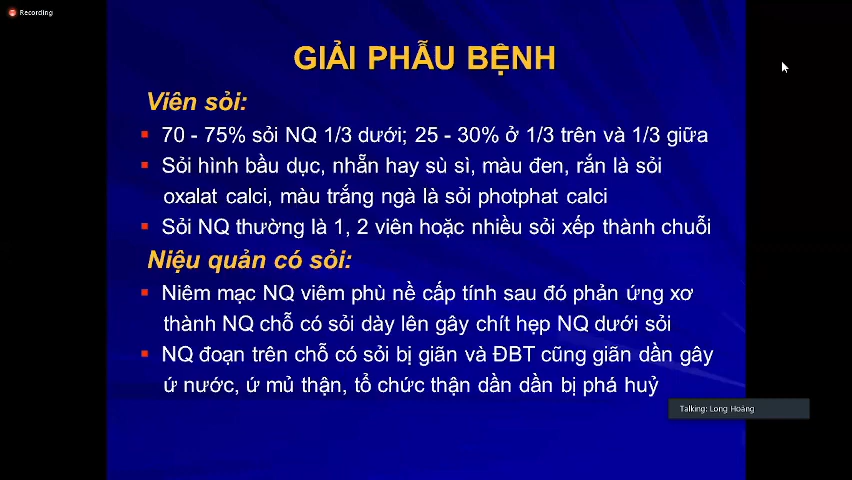 Recording
GIẢI PHẪU BỆNH
Viên sỏi:
70 - 75% sỏi NQ 1/3 dưới; 25 - 30% ở 1/3 trên và 1/3 giữa
Sỏi hình bầu dục, nhẵn hay sù sì, màu đen, rắn là sỏi
oxalat calci, màu trắng ngà là sỏi photphat calci
Sỏi NQ thường là 1, 2 viên hoặc nhiều sỏi xếp thành chuỗi
Niệu quản có sỏi:
Niêm mạc NQ viêm phù nề cấp tính sau đó phản ứng xơ
thành NQ chỗ có sỏi dày lên gây chít hẹp NQ dưới sỏi
NQ đoạn trên chỗ có sỏi bị giãn và ĐBT cũng giãn dần gây
ứ nước, ứ mủ thận, tổ chức thận dần dần bị phá huỷ
Talking: Long Hoàng